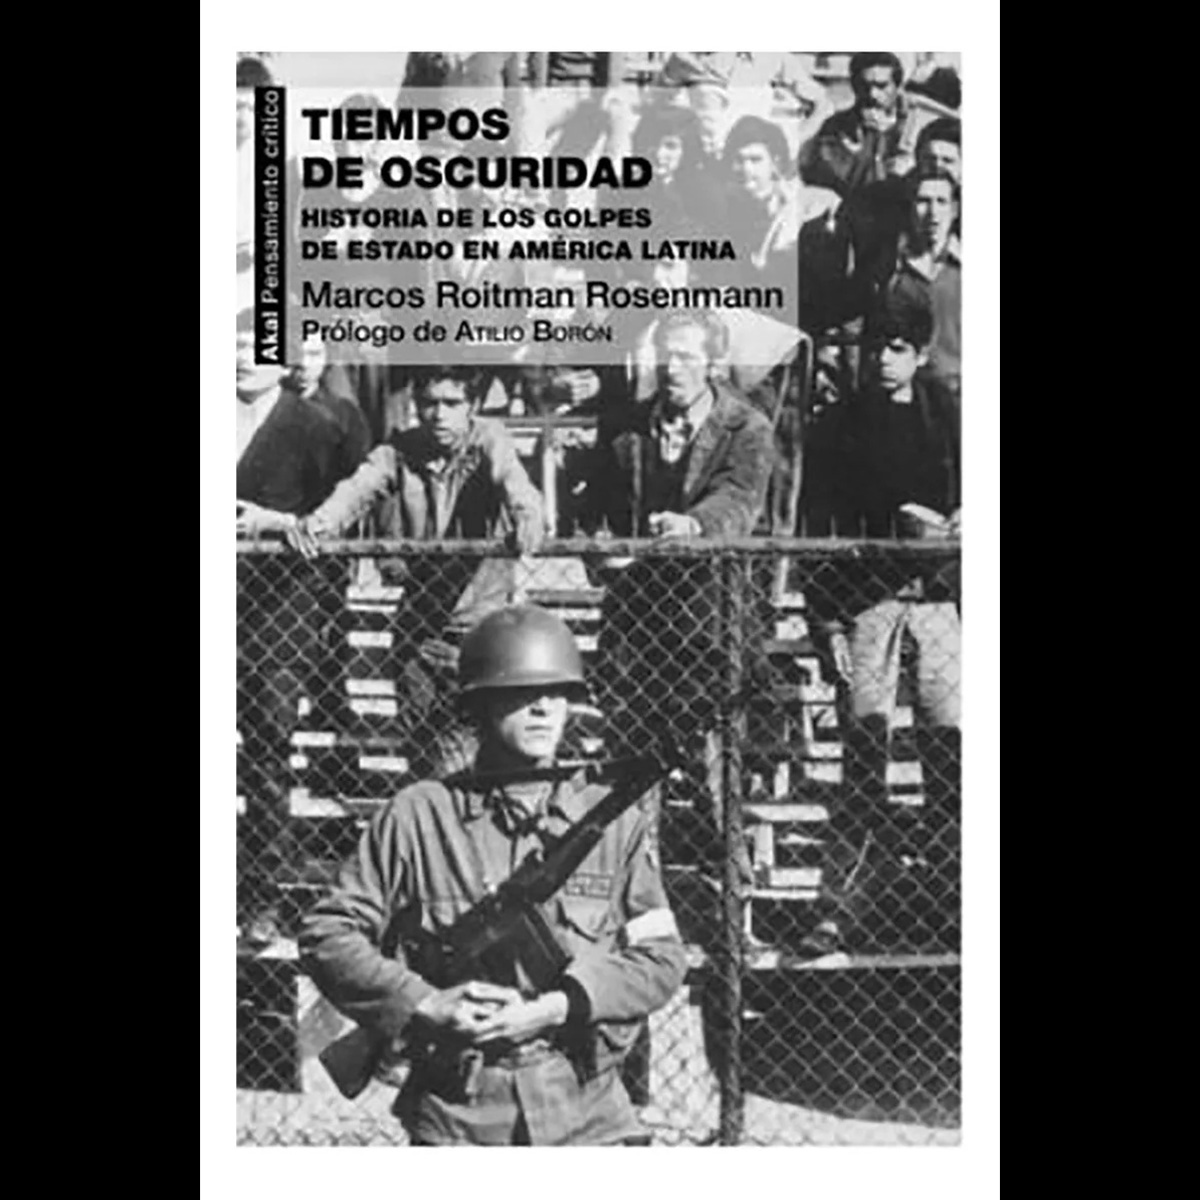 Akal Pensamiento crítico
TIEMPOS
DE OSCURIDAD
HISTORIA DE LOS GOLPES
DE ESTADO EN AMÉRICA LATINA
Marcos Roitman Rosenmann
Prólogo de ATILIO BORÓN